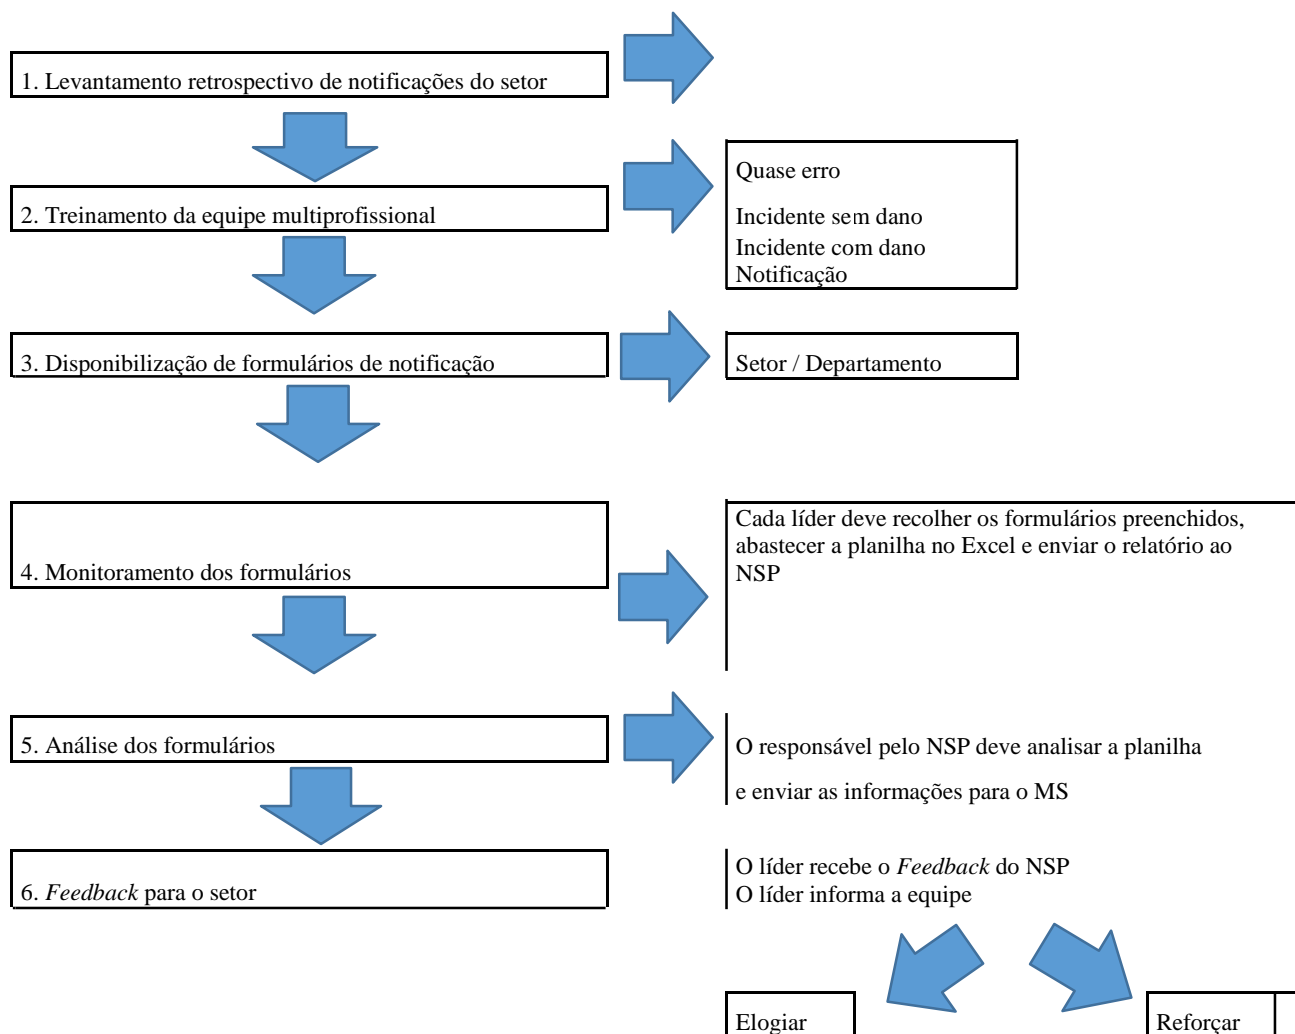 1. Levantamento retrospectivo de notificações do setor
2. Treinamento da equipe multiprofissional
Quase erro
Incidente sem dano
Incidente com dano
Notificação
3. Disponibilização de formulários de notificação
Setor / Departamento
4. Monitoramento dos formulários
Cada líder deve recolher os formulários preenchidos,
abastecer a planilha no Excel e enviar o relatório ao
NSP
5. Análise dos formulários
O responsável pelo NSP deve analisar a planilha
e enviar as informações para o MS
6. Feedback para o setor
O líder recebe o Feedback do NSP
O líder informa a equipe
Elogiar
Reforçar